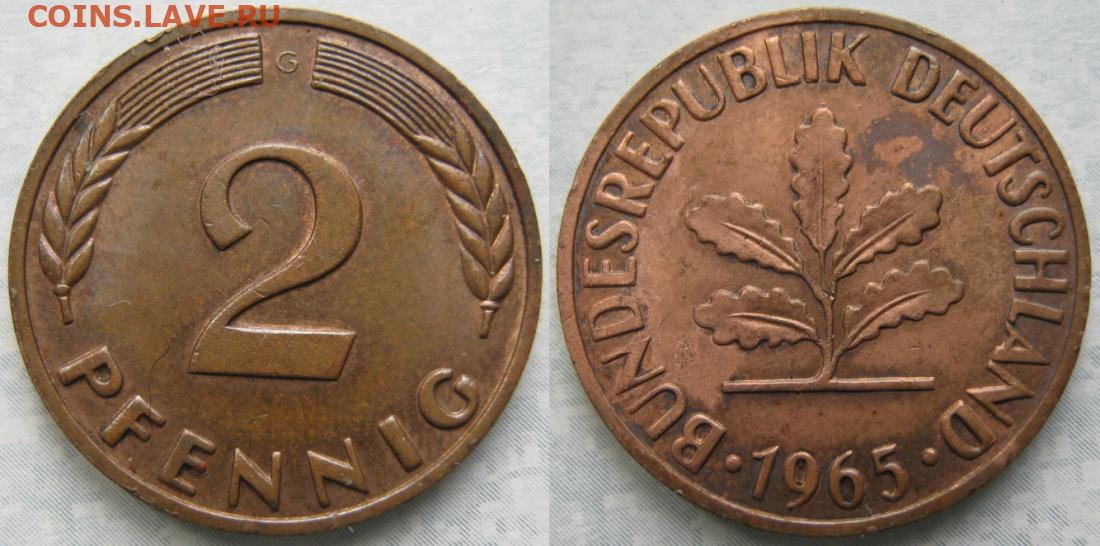 COINS.LAVE.RU
G
2
PFENNIG
BUNDESREPUBLIK DEUTSCHLAND
· 1965 ·